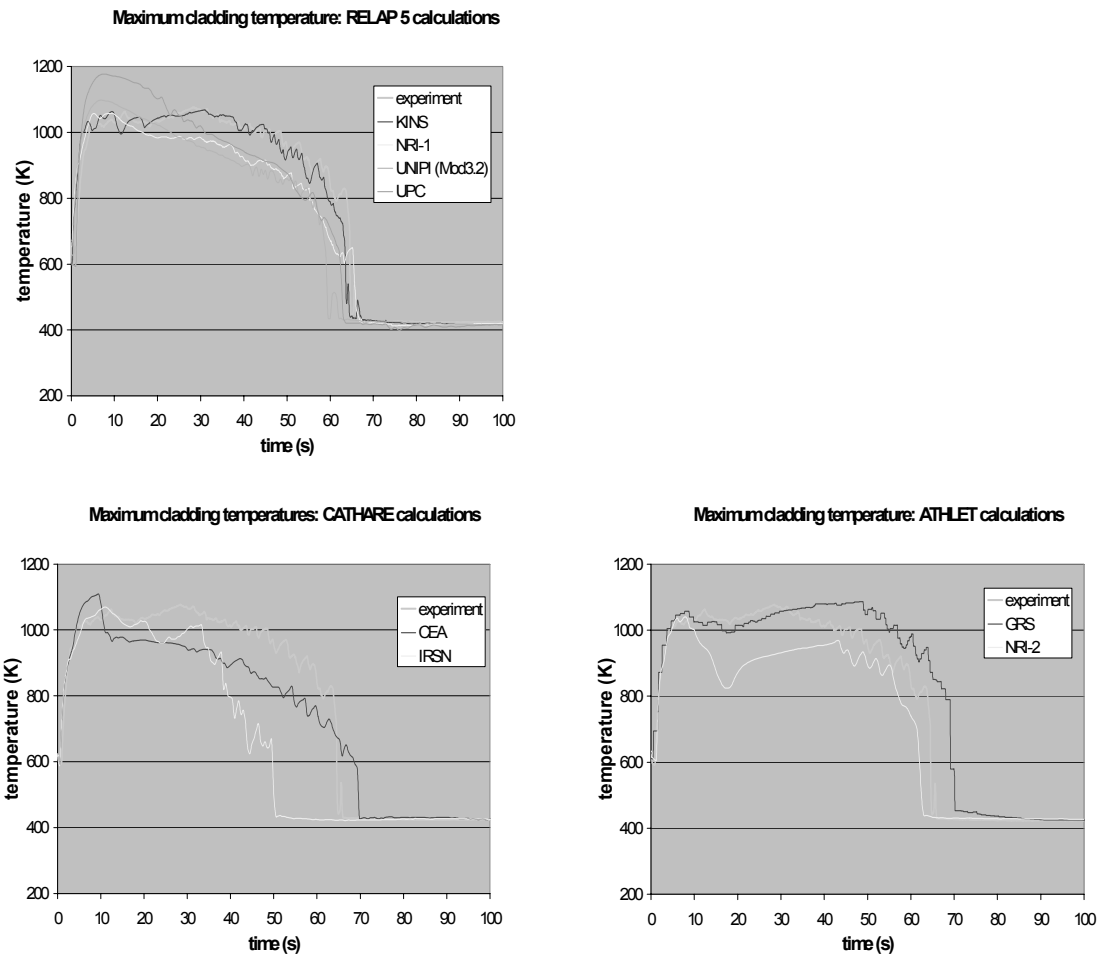 Maximum cladding temperature: RELAP 5 calculations
1200
1000
800
600
400
200
temperature (K)
0 10 20 30 40 50 60 70 80 90 100
time (s)
experiment
KINS
NRI-1
UNIPI (Mod3.2)
UPC
Maximum cladding temperatures: CATHARE calculations
1200
1000
800
600
400
200
temperature (K)
0 10 20 30 40 50 60 70 80 90 100
time (s)
experiment
CEA
IRSN
Maximum cladding temperature: ATHLET calculations
1200
1000
800
600
400
200
temperature (K)
0 10 20 30 40 50 60 70 80 90 100
time (s)
experiment
GRS
NRI-2